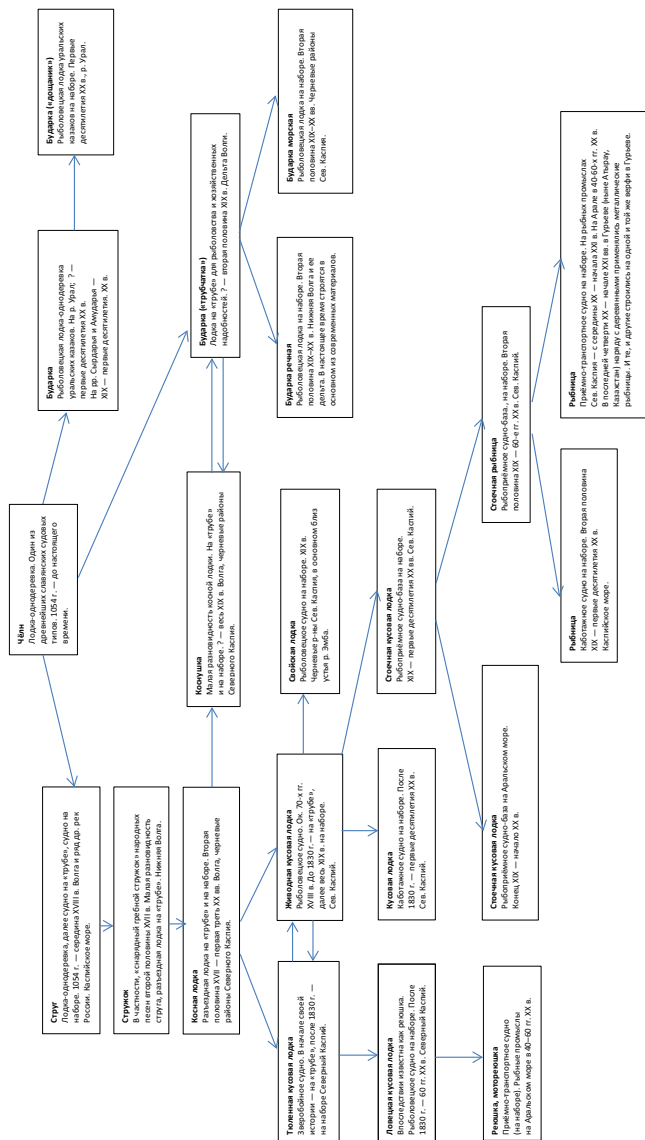 Чёлн
Лодка-однодеревка. Один из
древнейших славянских судовых
типов. 1054 г. — до настоящего
времени.
Струг
Лодка-однодеревка, далее судно на «трубе», судно на
наборе. 1054 г. — середина XVIII в. Волга и ряд др. рек
России. Каспийское море.
Бударка
Рыболовецкая лодка-однодеревка
уральских казаков. На р. Урал; ? —
первые десятилетия XX в.
На рр. Сырдарья и Амударья —
XIX — первые десятилетия. XX в.
Бударка («дощаник»)
Рыболовецкая лодка уральских
казаков на наборе. Первые
десятилетия XX в., р. Урал.
Стружок
В частности, «снарядный гребной стружок» народных
песен второй половины XVII в. Малая разновидность
струга, разъездная лодка на «трубе». Нижняя Волга.
Косная лодка
Разъездная лодка на «трубе» и на наборе. Вторая
половина XVII — первая треть XX вв. Волга, черневые
районы Северного Каспия.
Коснушка
Малая разновидность косной лодки. На «трубе»
и на наборе. ? — весь XIX в. Волга, черневые районы
Северного Каспия.
Бударка («трубчатка»)
Лодка на «трубе» для рыболовства и хозяйственных
надобностей. ? — вторая половина XIX в. Дельта Волги.
Тюленная кусовая лодка
Зверобойное судно. В начале своей
истории — на «трубе», после 1830 г. —
на наборе Северный Каспий.
Живодная кусовая лодка
Рыболовецкое судно. Ок. 70-х гг.
XVIII в. До 1830 г. — на «трубе»,
далее весь XIX в. на наборе.
Сев. Каспий.
Свойская лодка
Рыболовецкое судно на наборе. XIX в.
Черневые р-ны Сев. Каспия, в основном близ
устья р. Эмба.
Бударка речная
Рыболовецкая лодка на наборе. Вторая
половина XIX–XX в. Нижняя Волга и ее
дельта. В настоящее время строятся в
основном из современных материалов.
Бударка морская
Рыболовецкая лодка на наборе. Вторая
половина XIX–XX вв. Черневые районы
Сев. Каспия.
Ловецкая кусовая лодка
Впоследствии известна как реюшка.
Рыболовецкое судно на наборе. После
1830 г. — 60 гг. XX в. Северный Каспий.
Кусовая лодка
Каботажное судно на наборе. После
1830 г. — первые десятилетия XX в.
Сев. Каспий.
Стоечная кусовая лодка
Рыбоприёмное судно-база на наборе.
XIX — первые десятилетия XX вв. Сев. Каспий.
Реюшка, мотореюшка
Приёмно-транспортное судно
(на наборе). Рыбные промыслы
на Аральском море в 40–60 гг. XX в.
Стоечная кусовая лодка
Рыбоприёмное судно-база на Аральском море.
Конец XIX — начало XX в.
Стоечная рыбница
Рыбоприёмное судно-база., на наборе. Вторая
половина XIX — 60-е гг. XX в. Сев. Каспий.
Рыбница
Каботажное судно на наборе. Вторая половина
XIX — первые десятилетия XX в.
Каспийское море.
Рыбница
Приёмно-транспортное судно на наборе. На рыбных промыслах
Сев. Каспия — с середины XX — начала XXI в. На Арале в 40-60-х гг. XX в.
В последней четверти XX — начале XXI вв. в Гурьеве (ныне Атырау,
Казахстан) наряду с деревянными применялись металлические
рыбницы. И те, и другие строились на одной и той же верфи в Гурьеве.